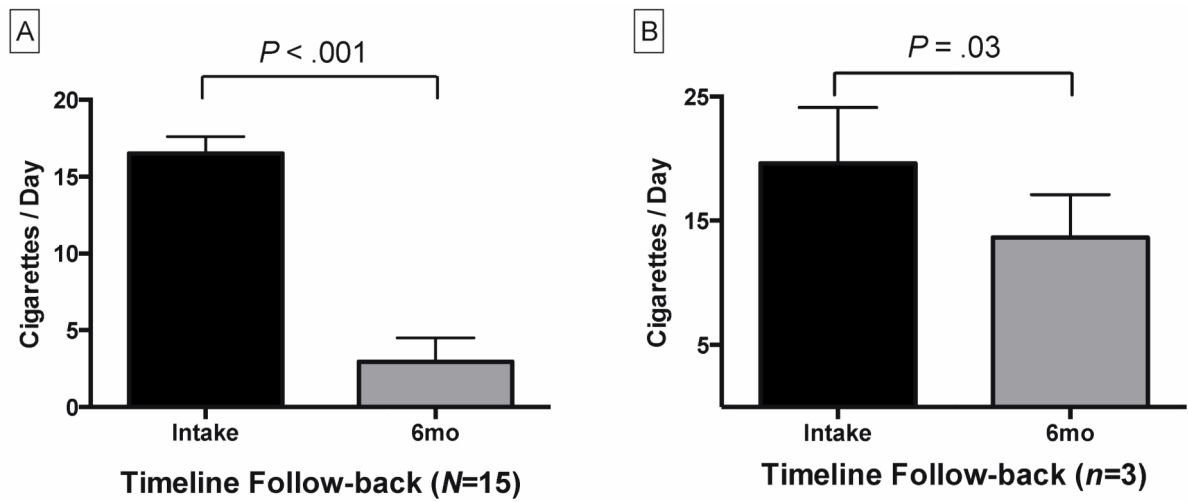 A
P < .001
Cigarettes / Day
20
15
10
5
0
Intake
6mo
Timeline Follow-back (N=15)
B
P = .03
Cigarettes / Day
25
15
5
Intake
6mo
Timeline Follow-back (n=3)